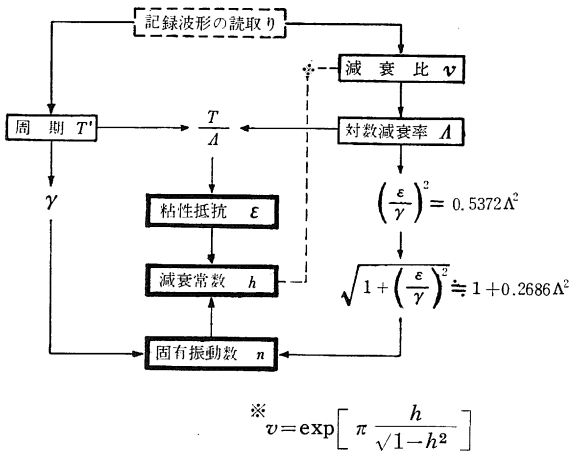 記録波形の読取り
※
減衰比 v
周期 T'
T/Λ
対数減衰率 Λ
γ
粘性抵抗 ε
(ε/γ)² = 0.5372Λ²
減衰常数 h
√1+(ε/γ)² ≒ 1+0.2686Λ²
固有振動数 n
※ v=exp[π h/√1−h²]